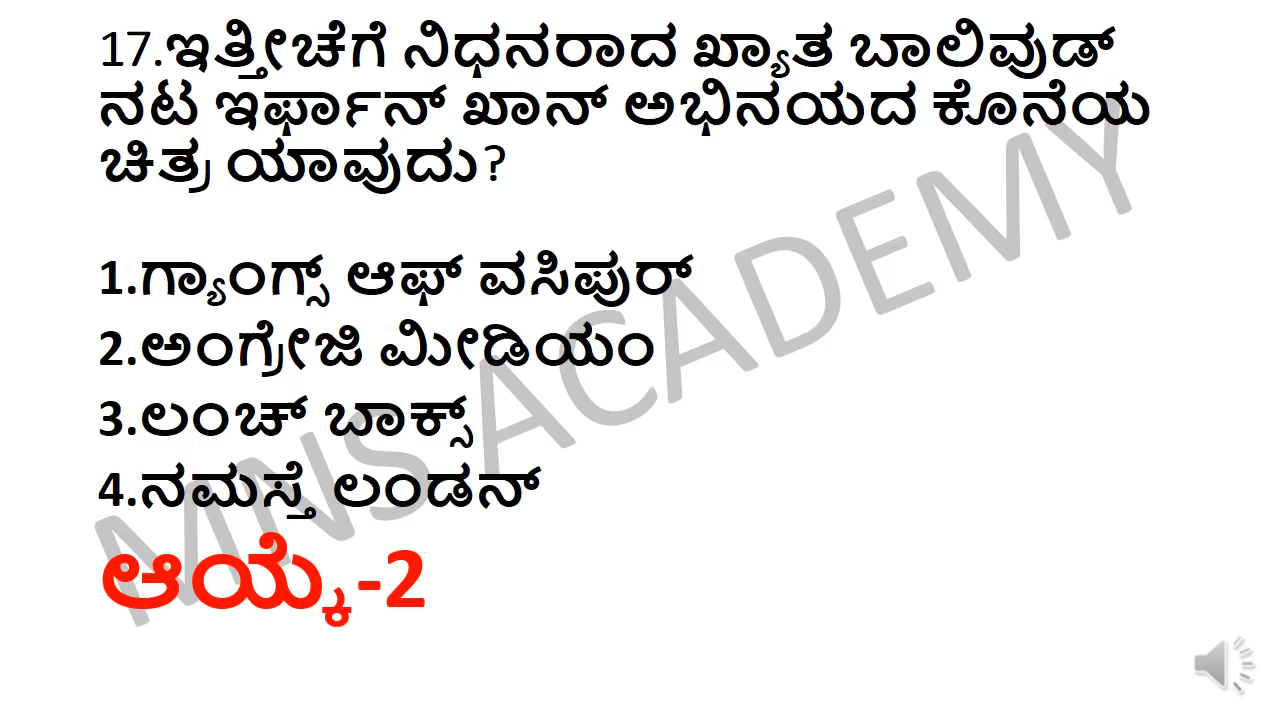 17.ಇತ್ತೀಚೆಗೆ ನಿಧನರಾದ ಖ್ಯಾತ ಬಾಲಿವುಡ್
ನಟ ಇರ್ಫಾನ್ ಖಾನ್ ಅಭಿನಯದ ಕೊನೆಯ
ಚಿತ್ರ ಯಾವುದು?
1.ಗ್ಯಾಂಗ್ಸ್ ಆಫ್ ವಸಿಪುರ್
2.ಅಂಗ್ರೇಜಿ ಮೀಡಿಯಂ
3.ಲಂಚ್ ಬಾಕ್ಸ್
4.ನಮಸ್ತೆ ಲಂಡನ್
ಆಯ್ಕೆ-2
MNS ACADEMY